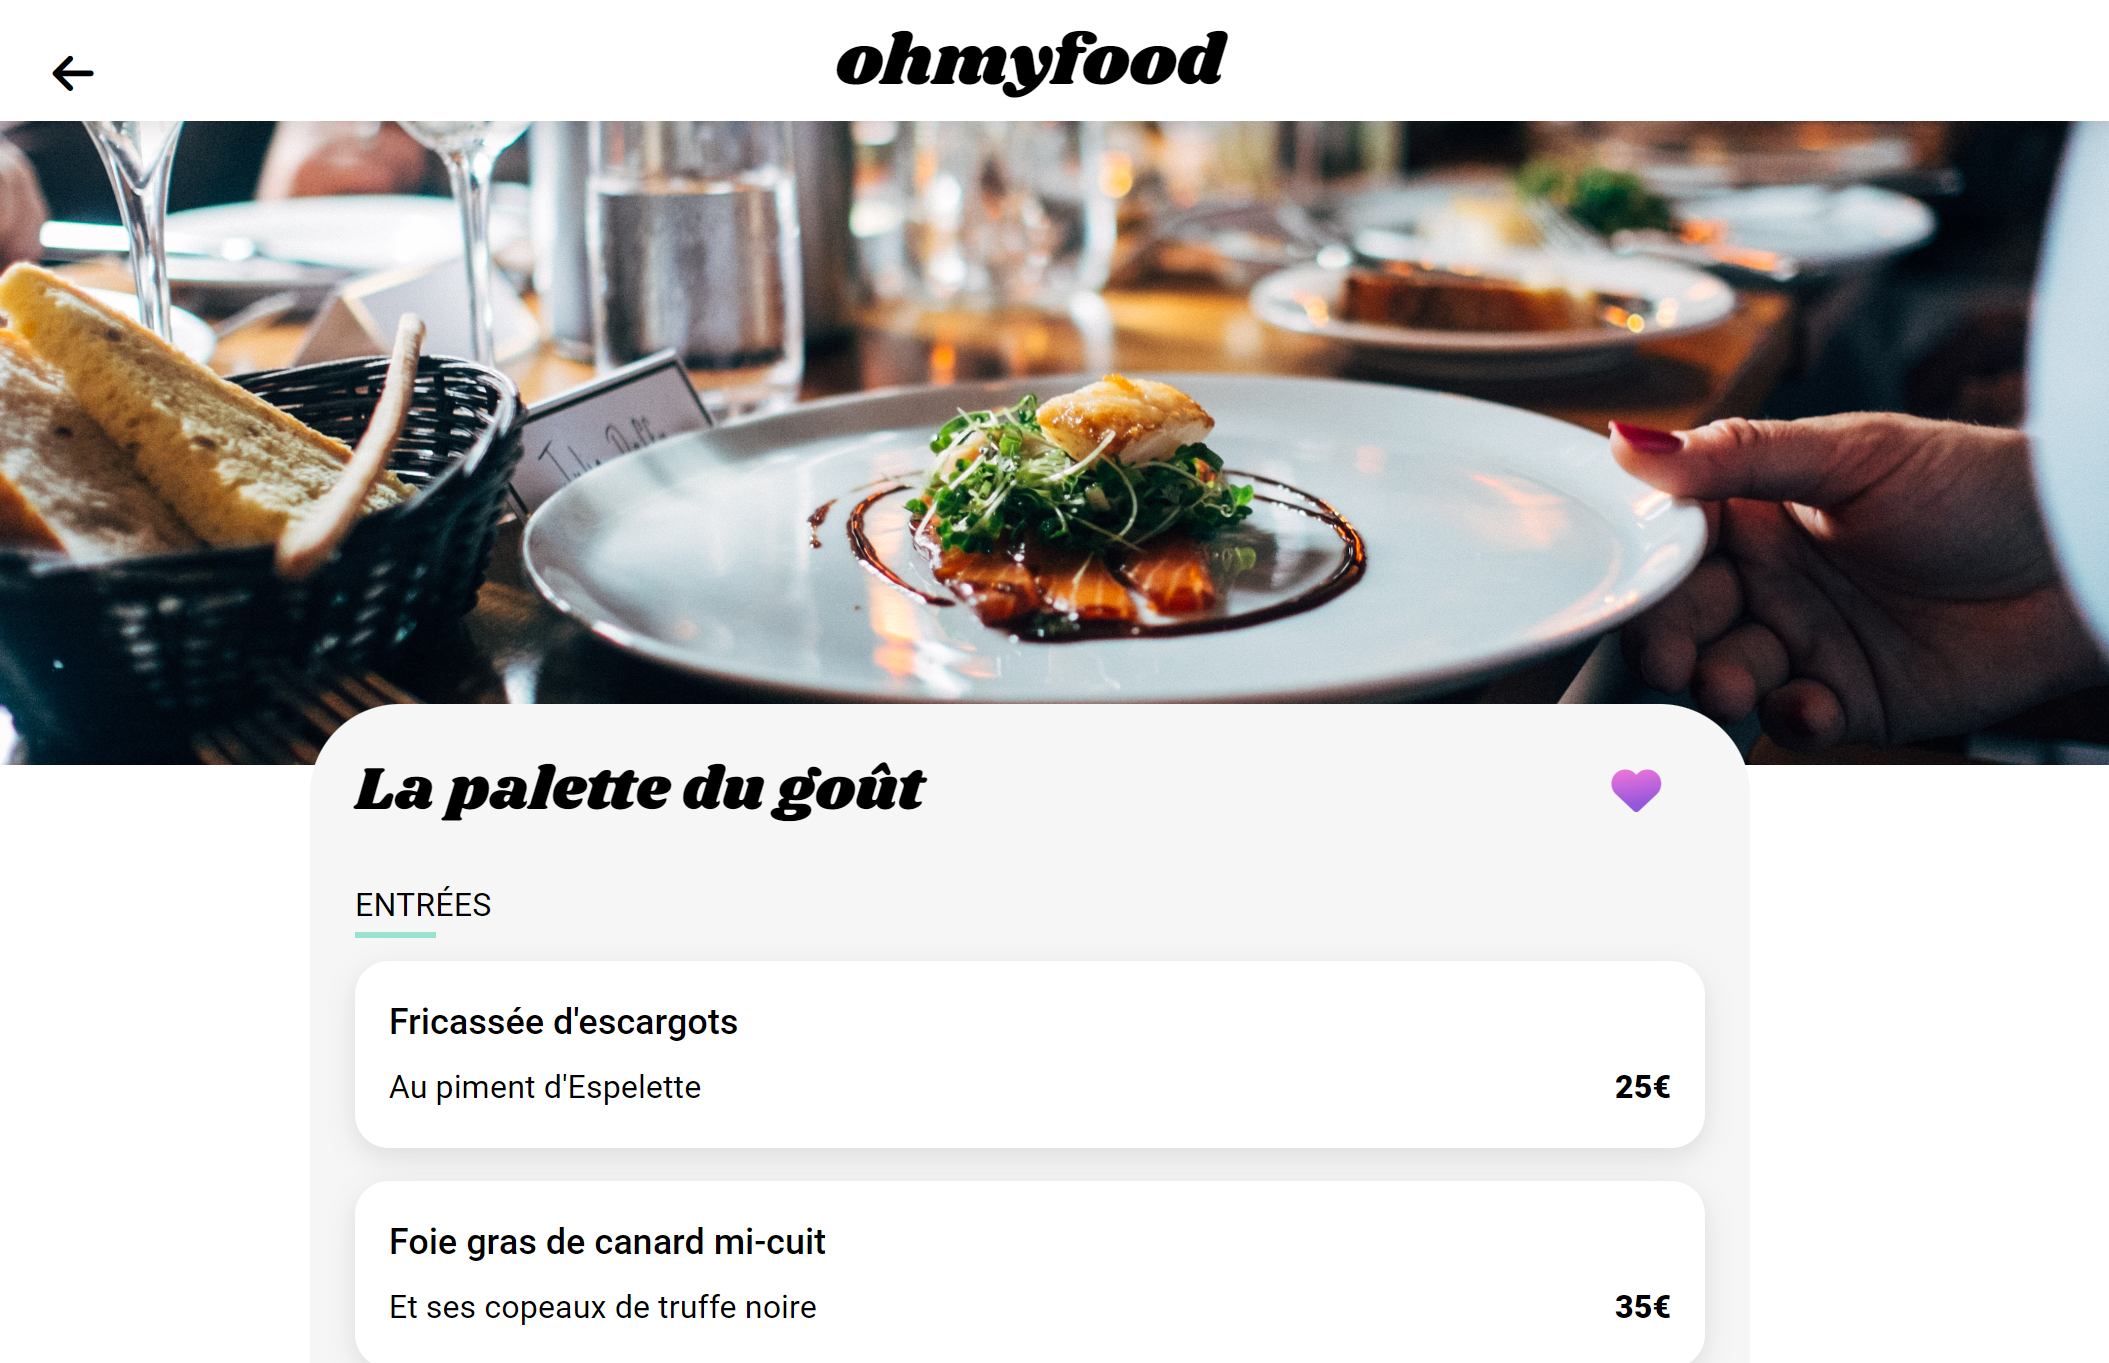 ohmyfood
La palette du goût
ENTRÉES
Fricassée d'escargots
Au piment d'Espelette
25€
Foie gras de canard mi-cuit
Et ses copeaux de truffe noire
35€